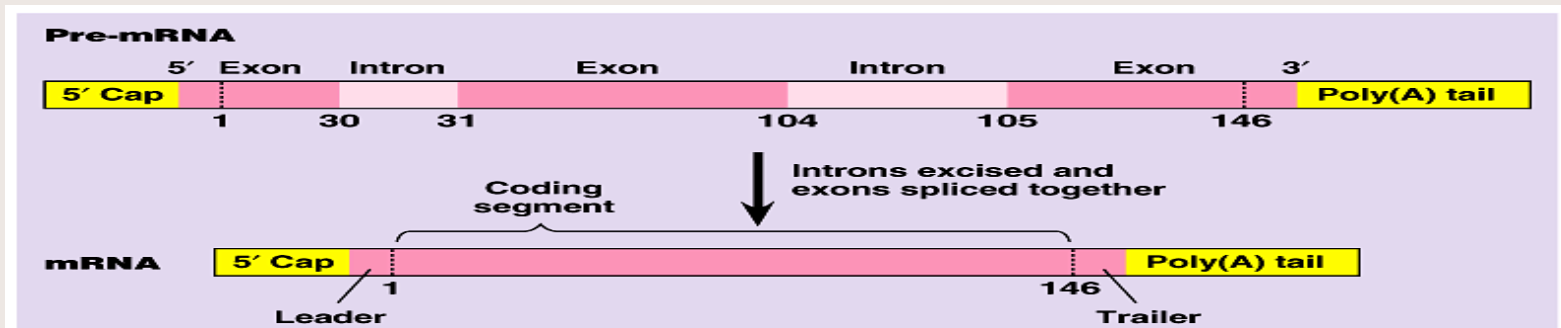 Pre-mRNA
5′ Exon Intron Exon Intron Exon 3′
5′ Cap Poly(A) tail
1 30 31 104 105 146
Introns excised and
exons spliced together
Coding
segment
mRNA 5′ Cap Poly(A) tail
1 146
Leader Trailer